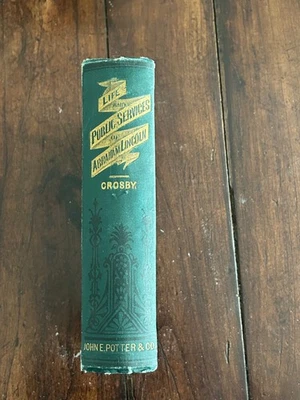 LIFE
AND
PUBLIC SERVICES
OF
ABRAHAM LINCOLN
CROSBY.
JOHN E. POTTER & CO.